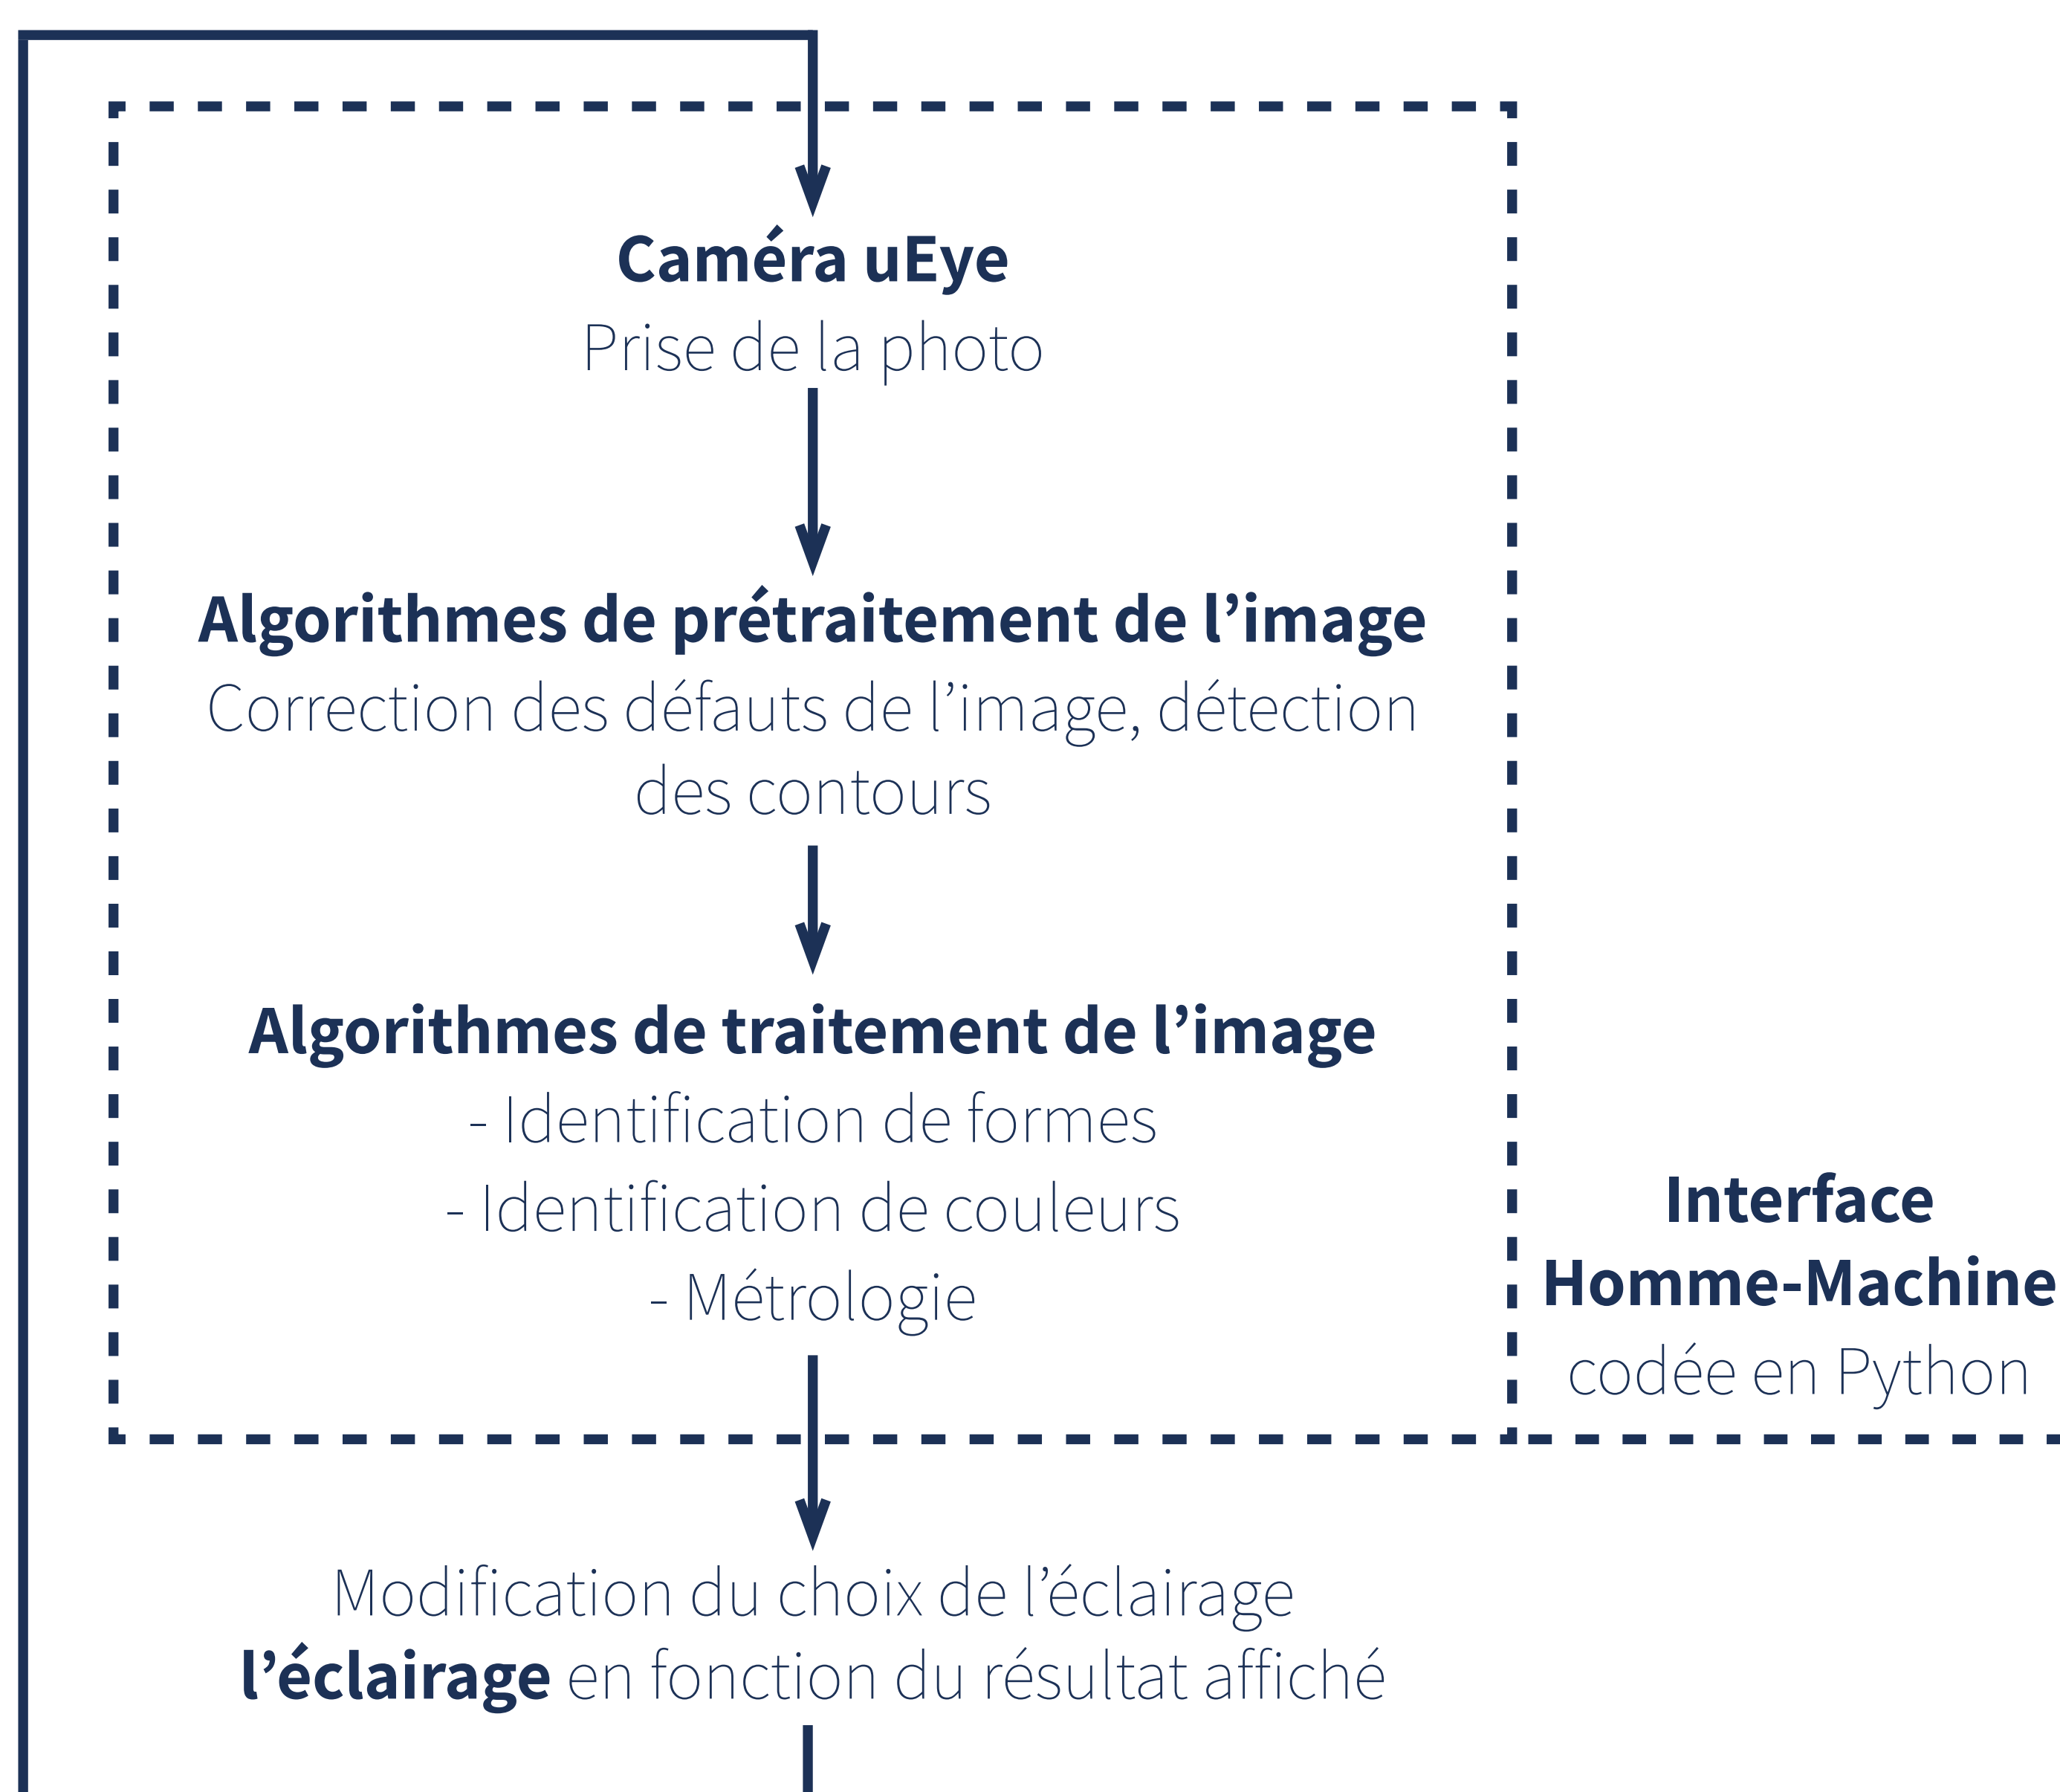 Caméra uEye
Prise de la photo
Algorithmes de prétraitement de l’image
Correction des défauts de l’image, détection
des contours
Algorithmes de traitement de l’image
- Identification de formes
- Identification de couleurs
- Métrologie
Interface
Homme-Machine
codée en Python
Modification du choix de l’éclairage
l’éclairage en fonction du résultat affiché